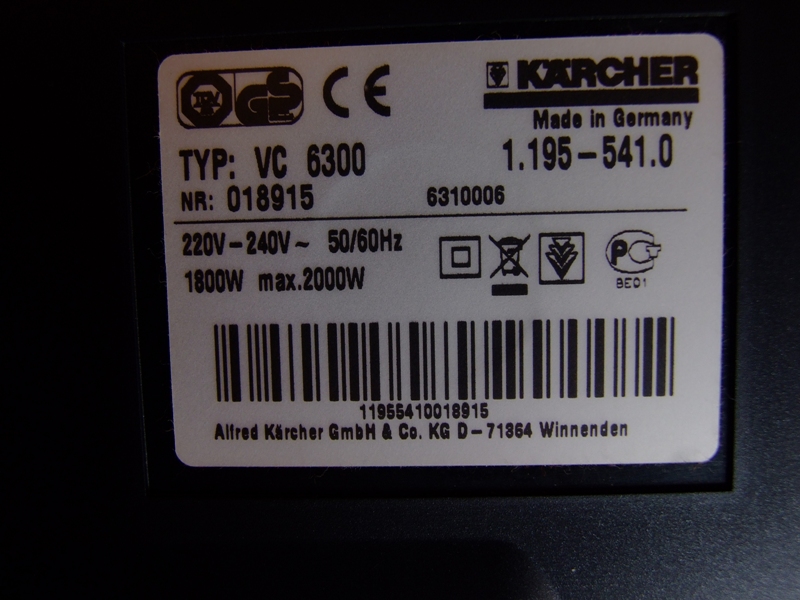 GS CE KÄRCHER
Made in Germany
TYP: VC 6300 1.195-541.0
NR: 018915 6310006
220V-240V~ 50/60Hz
1800W max.2000W
BE01
11955410018915
Alfred Kärcher GmbH & Co. KG D-71364 Winnenden